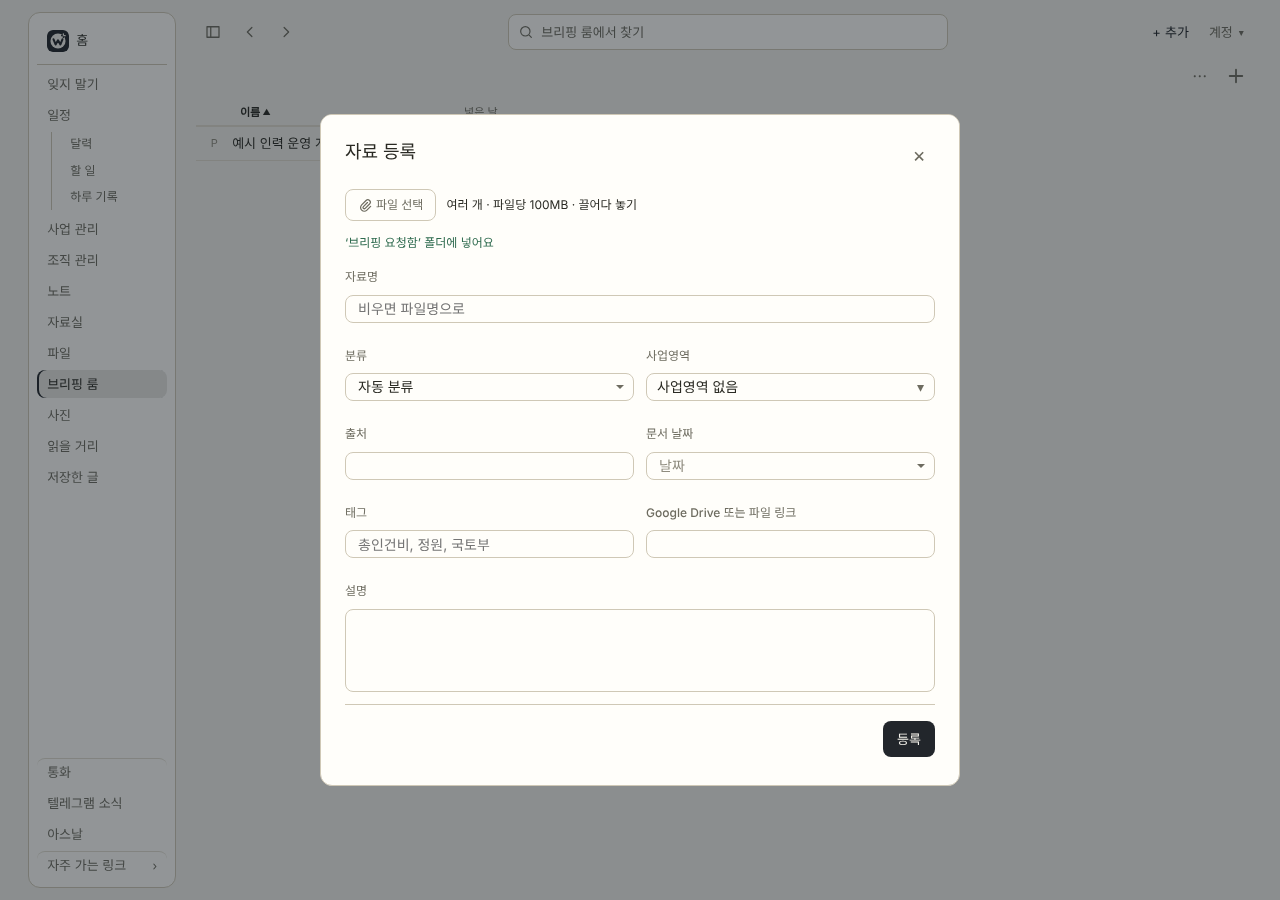 홈
잊지 말기
일정
달력
할 일
하루 기록
사업 관리
조직 관리
노트
자료실
파일
브리핑 룸
사진
읽을 거리
저장한 글
통화
텔레그램 소식
아스날
자주 가는 링크
브리핑 룸에서 찾기
+ 추가
계정
이름
넣은 날
P 예시 인력 운영
자료 등록
파일 선택 여러 개 · 파일당 100MB · 끌어다 놓기
‘브리핑 요청함’ 폴더에 넣어요
자료명
비우면 파일명으로
분류 사업영역
자동 분류 사업영역 없음
출처 문서 날짜
날짜
태그 Google Drive 또는 파일 링크
총인건비, 정원, 국토부
설명
등록